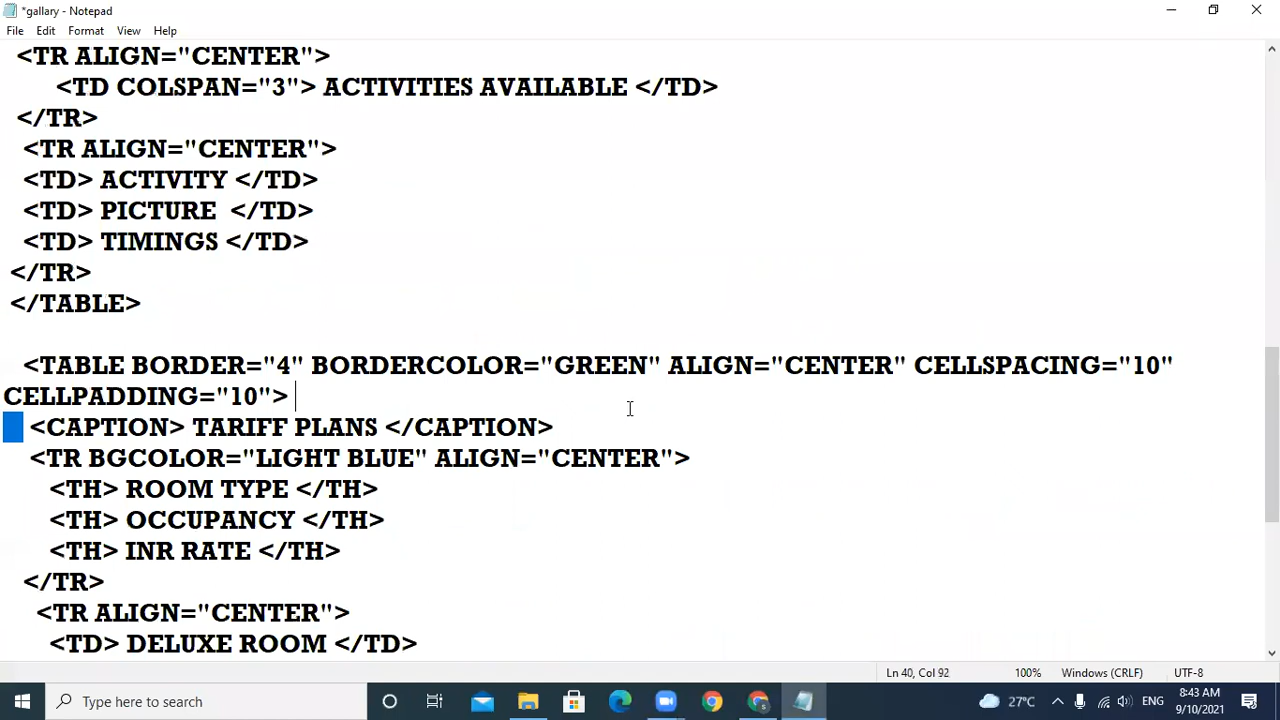 *gallary - Notepad
File Edit Format View Help
<TR ALIGN="CENTER">
<TD COLSPAN="3"> ACTIVITIES AVAILABLE </TD>
</TR>
<TR ALIGN="CENTER">
<TD> ACTIVITY </TD>
<TD> PICTURE </TD>
<TD> TIMINGS </TD>
</TR>
</TABLE>
<TABLE BORDER="4" BORDERCOLOR="GREEN" ALIGN="CENTER" CELLSPACING="10"
CELLPADDING="10">
<CAPTION> TARIFF PLANS </CAPTION>
<TR BGCOLOR="LIGHT BLUE" ALIGN="CENTER">
<TH> ROOM TYPE </TH>
<TH> OCCUPANCY </TH>
<TH> INR RATE </TH>
</TR>
<TR ALIGN="CENTER">
<TD> DELUXE ROOM </TD>
Ln 40, Col 92 100% Windows (CRLF) UTF-8
Type here to search 27°C ENG 8:43 AM
9/10/2021